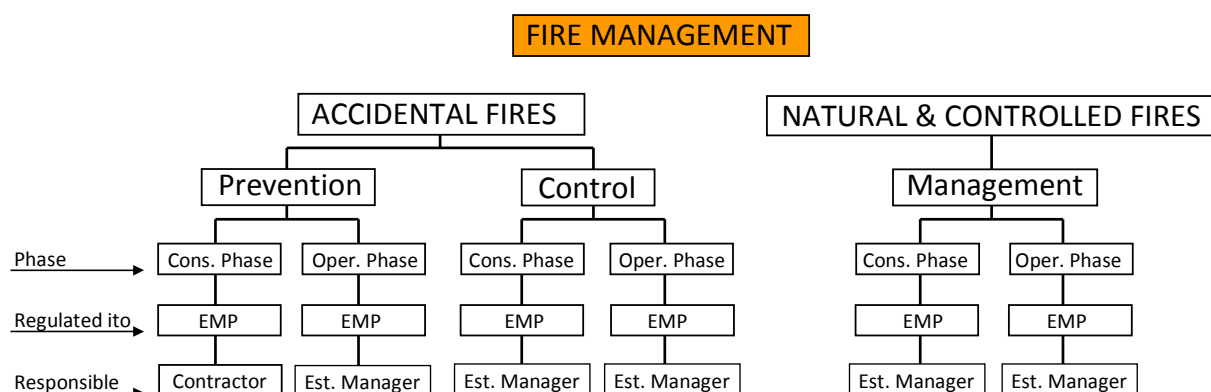 FIRE MANAGEMENT
ACCIDENTAL FIRES NATURAL & CONTROLLED FIRES
Prevention Control Management
Phase Cons. Phase Oper. Phase Cons. Phase Oper. Phase Cons. Phase Oper. Phase
Regulated ito EMP EMP EMP EMP EMP EMP
Responsible Contractor Est. Manager Est. Manager Est. Manager Est. Manager Est. Manager